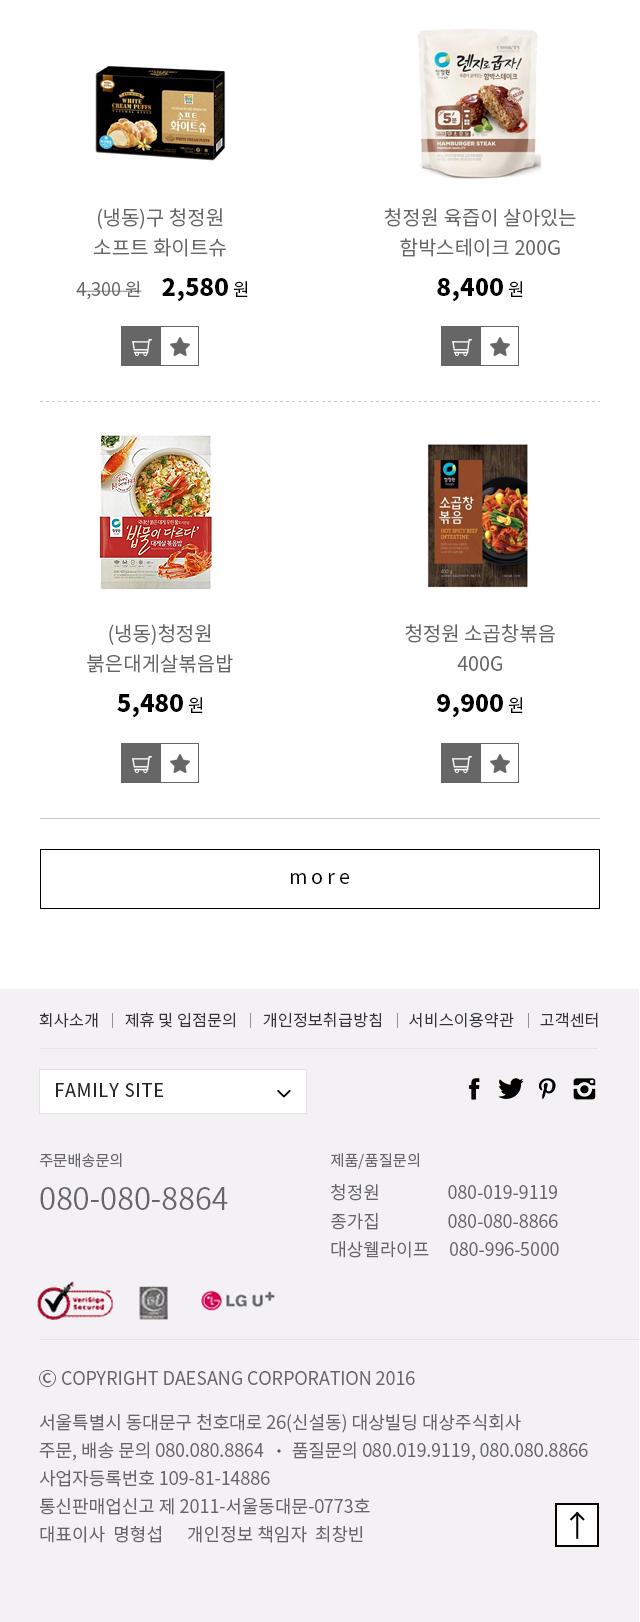 WHITE
CREAM PUFFS
소프트
화이트슈
청정원
렌지로 굽자!
함박스테이크
5분
HAMBURGER STEAK
(냉동)구 청정원
소프트 화이트슈
4,300 원 2,580 원
청정원 육즙이 살아있는
함박스테이크 200G
8,400 원
청정원
'밥물이 다르다'
대게살 볶음밥
청정원
소곱창
볶음
HOT SPICY BEEF
INTESTINE
400 g
(냉동)청정원
붉은대게살볶음밥
5,480 원
청정원 소곱창볶음
400G
9,900 원
more
회사소개 | 제휴 및 입점문의 | 개인정보취급방침 | 서비스이용약관 | 고객센터
FAMILY SITE
주문배송문의
080-080-8864
제품/품질문의
청정원 080-019-9119
종가집 080-080-8866
대상웰라이프 080-996-5000
VeriSign
Secured
LG U+
ⓒ COPYRIGHT DAESANG CORPORATION 2016
서울특별시 동대문구 천호대로 26(신설동) 대상빌딩 대상주식회사
주문, 배송 문의 080.080.8864 · 품질문의 080.019.9119, 080.080.8866
사업자등록번호 109-81-14886
통신판매업신고 제 2011-서울동대문-0773호
대표이사 명형섭 개인정보 책임자 최창빈